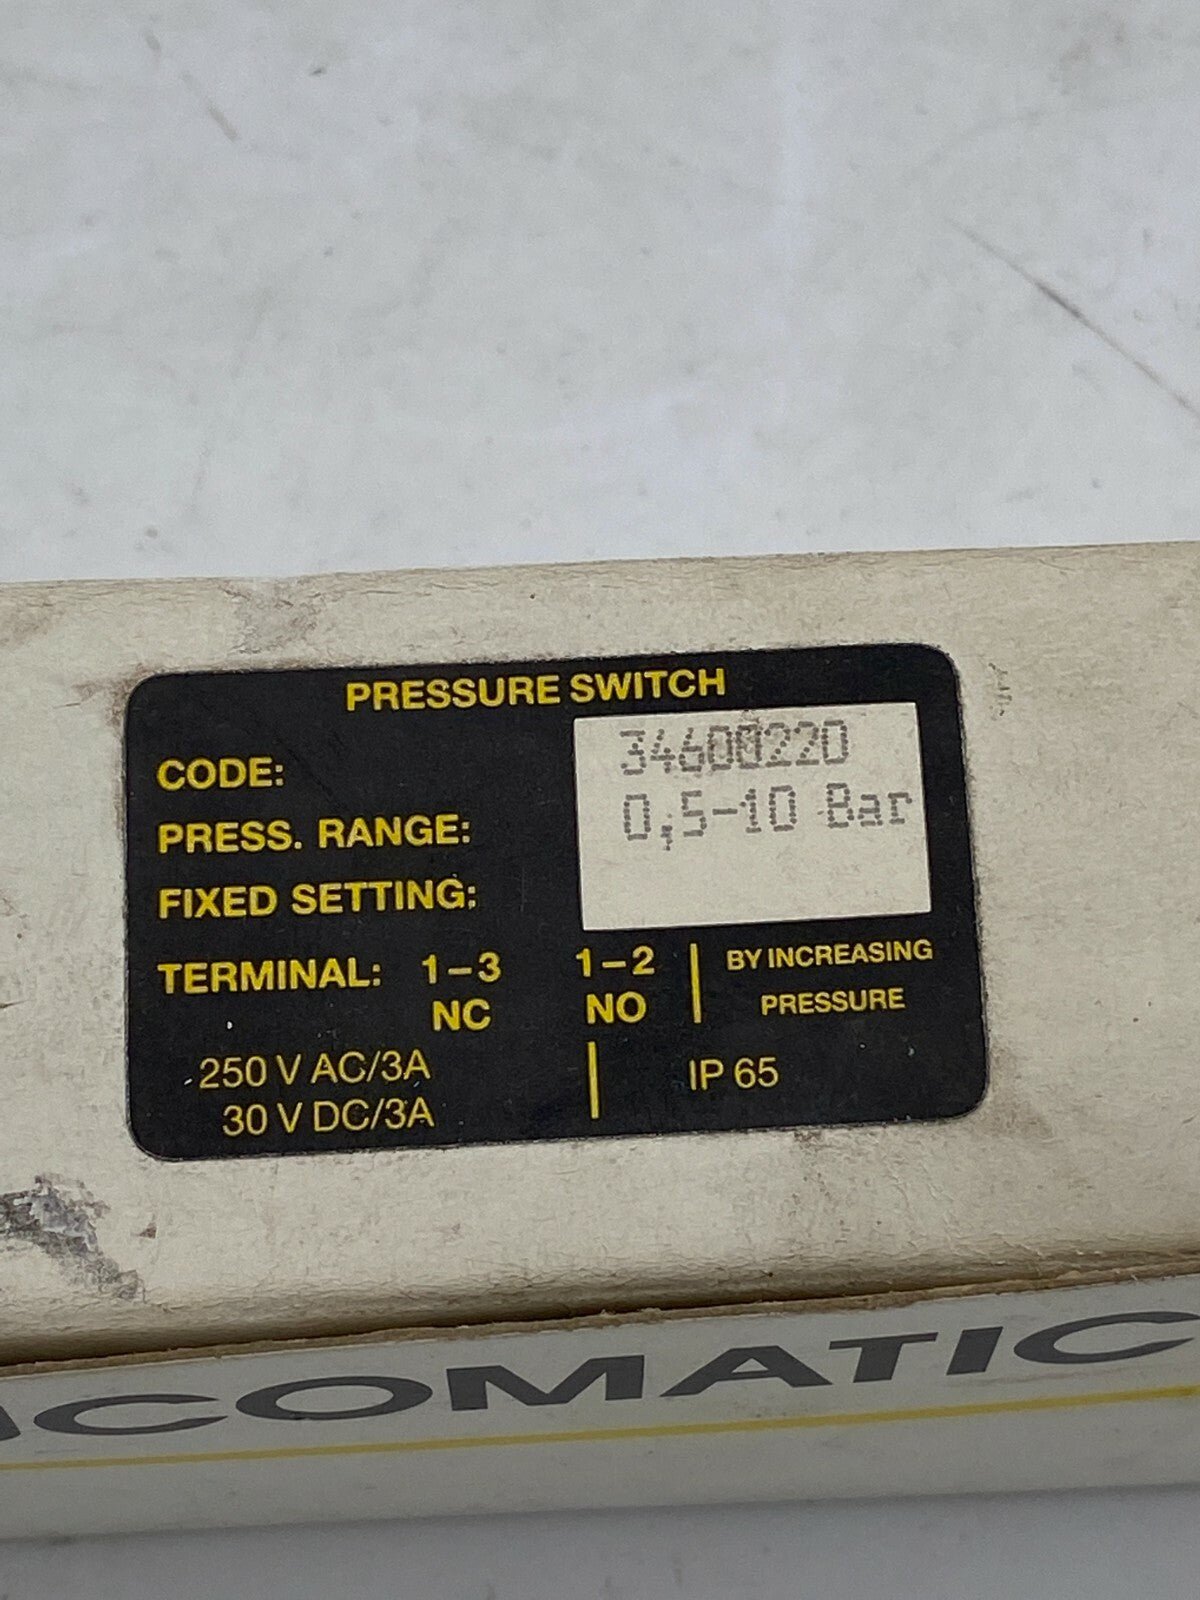 PRESSURE SWITCH
CODE: 34600220
PRESS. RANGE: 0,5-10 Bar
FIXED SETTING:
TERMINAL: 1–3 1–2 BY INCREASING
NC NO PRESSURE
250 V AC/3A IP 65
30 V DC/3A
COMATIC